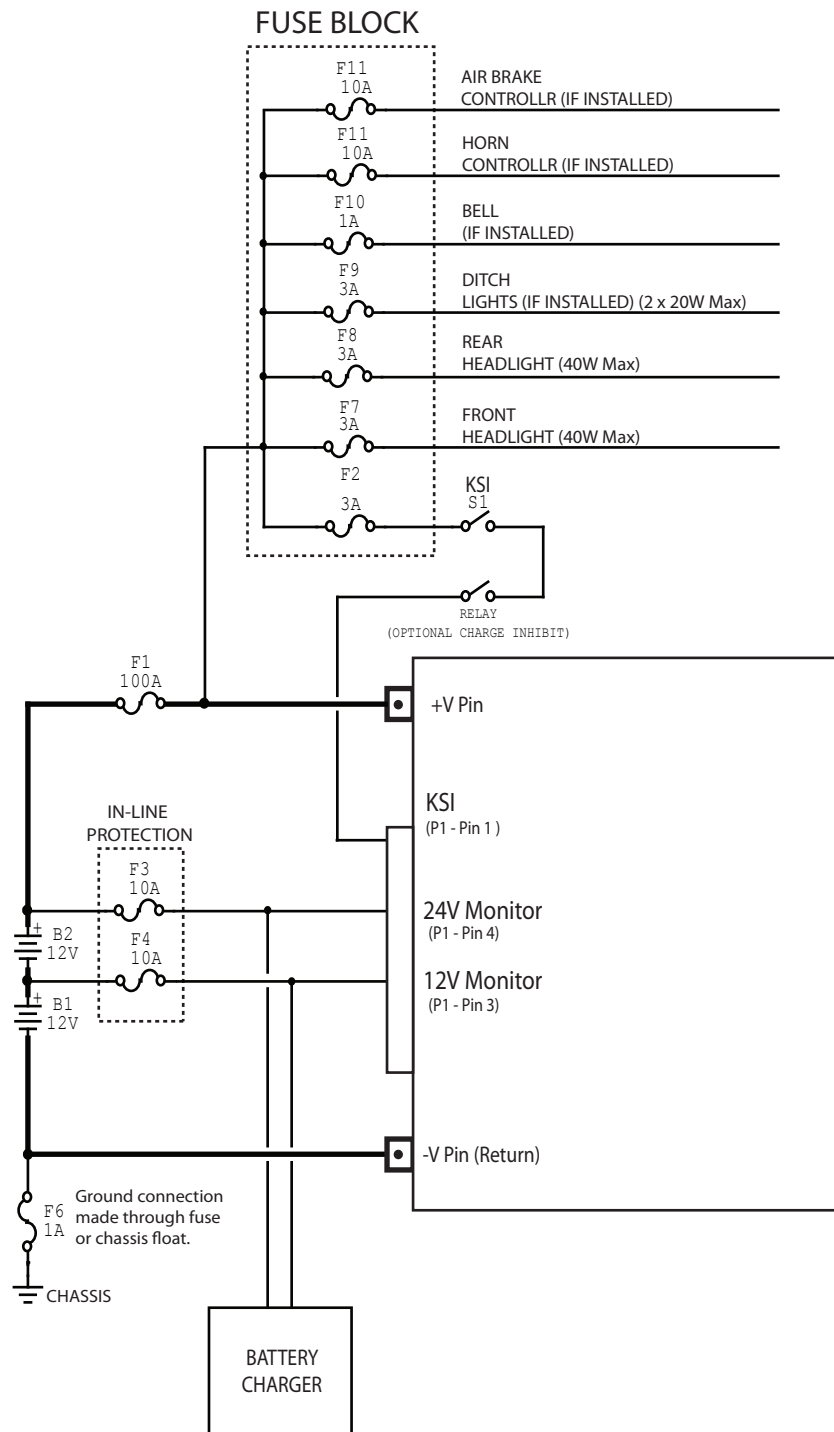 FUSE BLOCK
F11
10A
AIR BRAKE
CONTROLLR (IF INSTALLED)
F11
10A
HORN
CONTROLLR (IF INSTALLED)
F10
1A
BELL
(IF INSTALLED)
F9
3A
DITCH
LIGHTS (IF INSTALLED) (2 x 20W Max)
F8
3A
REAR
HEADLIGHT (40W Max)
F7
3A
FRONT
HEADLIGHT (40W Max)
F2
3A
KSI
S1
RELAY
(OPTIONAL CHARGE INHIBIT)
F1
100A
+V Pin
KSI
(P1 - Pin 1 )
IN-LINE
PROTECTION
F3
10A
24V Monitor
(P1 - Pin 4)
+
B2
12V
F4
10A
12V Monitor
(P1 - Pin 3)
+
B1
12V
-V Pin (Return)
F6
1A
Ground connection
made through fuse
or chassis float.
CHASSIS
BATTERY
CHARGER